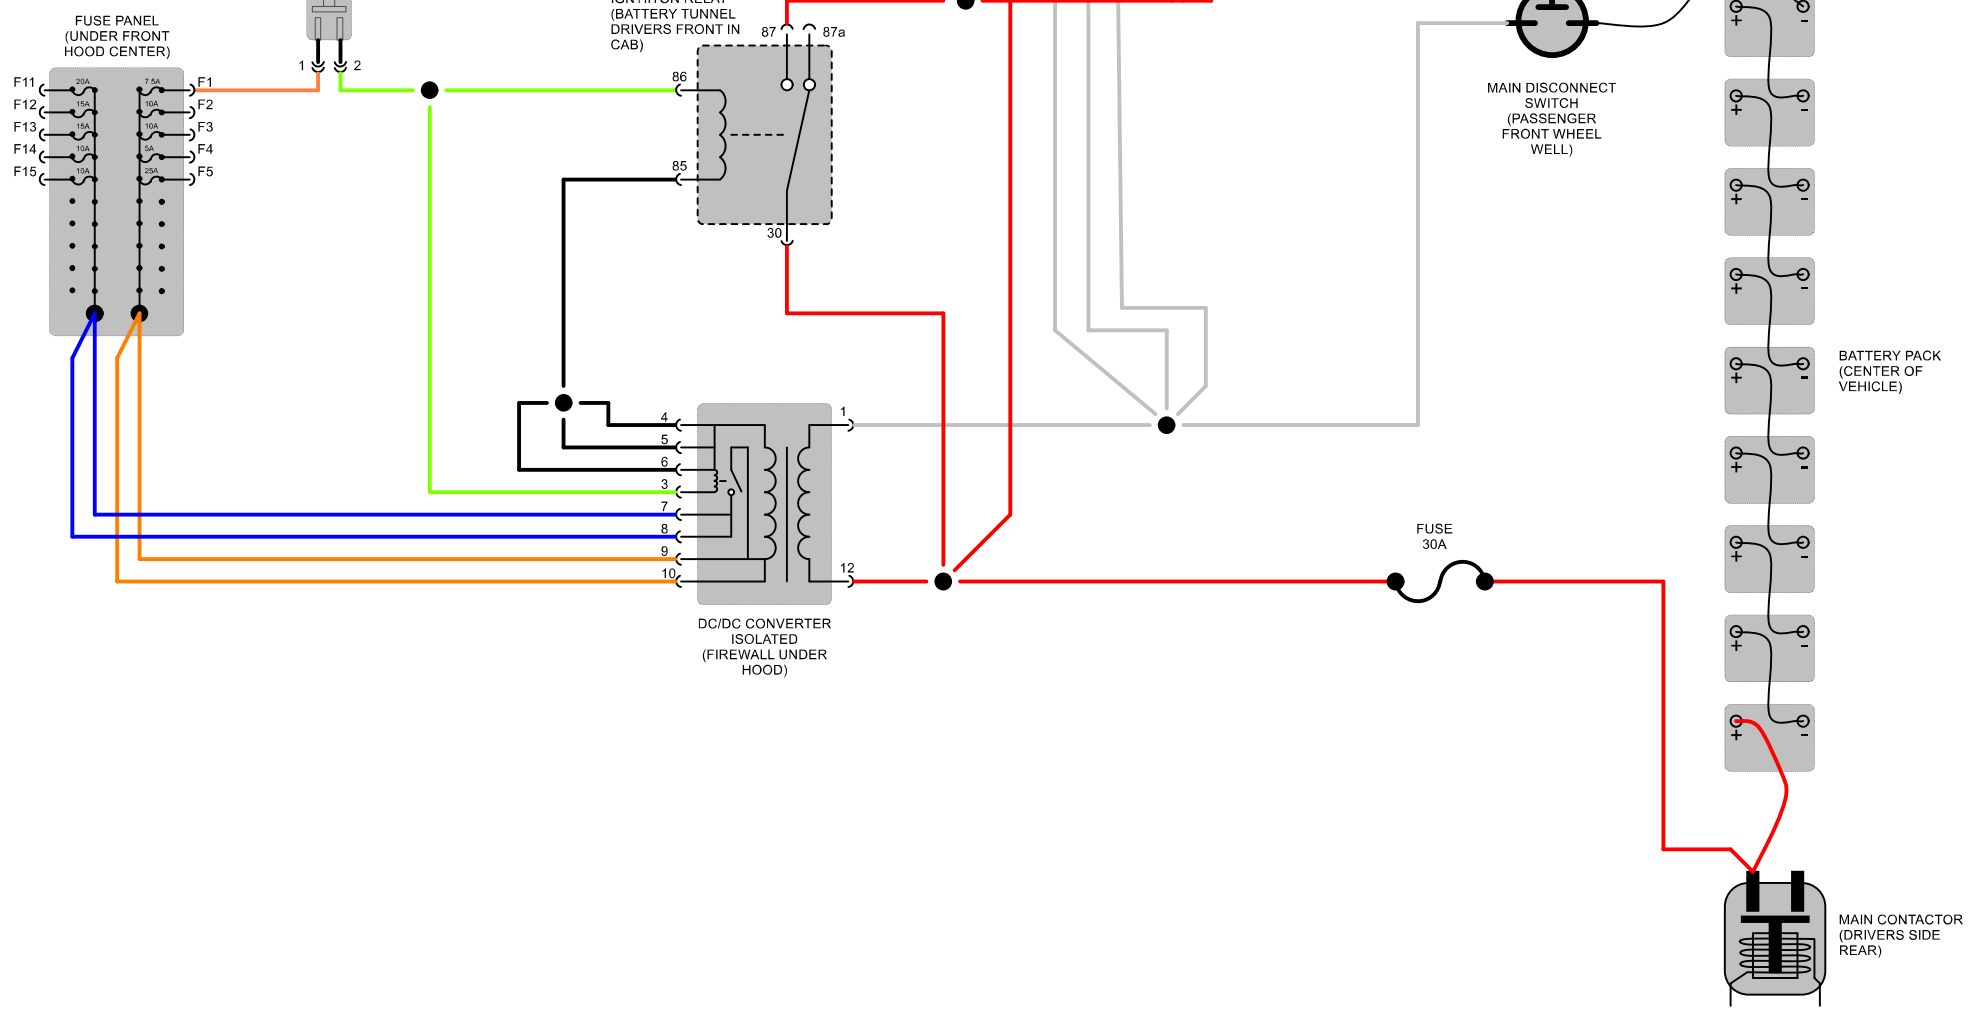 FUSE PANEL
(UNDER FRONT
HOOD CENTER)
F11
F12
F13
F14
F15
20A
15A
15A
10A
10A
7.5A
10A
10A
5A
25A
F1
F2
F3
F4
F5
1
2
(BATTERY TUNNEL
DRIVERS FRONT IN
CAB)
87
87a
86
85
30
MAIN DISCONNECT
SWITCH
(PASSENGER
FRONT WHEEL
WELL)
+ -
+ -
+ -
+ -
+ -
+ -
+ -
+ -
+ -
BATTERY PACK
(CENTER OF
VEHICLE)
4
5
6
3
7
8
9
10
1
12
DC/DC CONVERTER
ISOLATED
(FIREWALL UNDER
HOOD)
FUSE
30A
MAIN CONTACTOR
(DRIVERS SIDE
REAR)